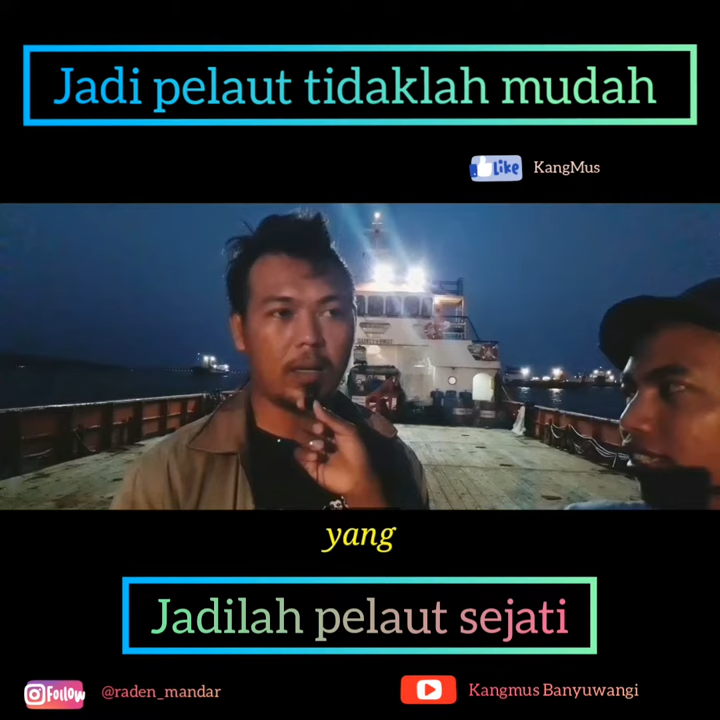 Jadi pelaut tidaklah mudah
Like KangMus
yang
Jadilah pelaut sejati
Follow @raden_mandar
Kangmus Banyuwangi